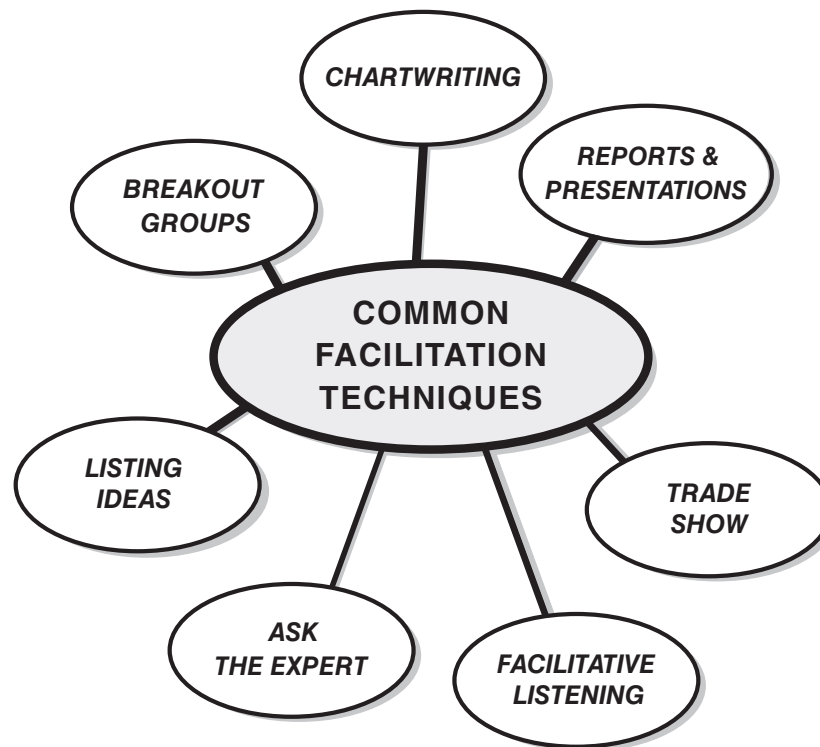 CHARTWRITING
REPORTS &
PRESENTATIONS
BREAKOUT
GROUPS
COMMON
FACILITATION
TECHNIQUES
LISTING
IDEAS
TRADE
SHOW
ASK
THE EXPERT
FACILITATIVE
LISTENING